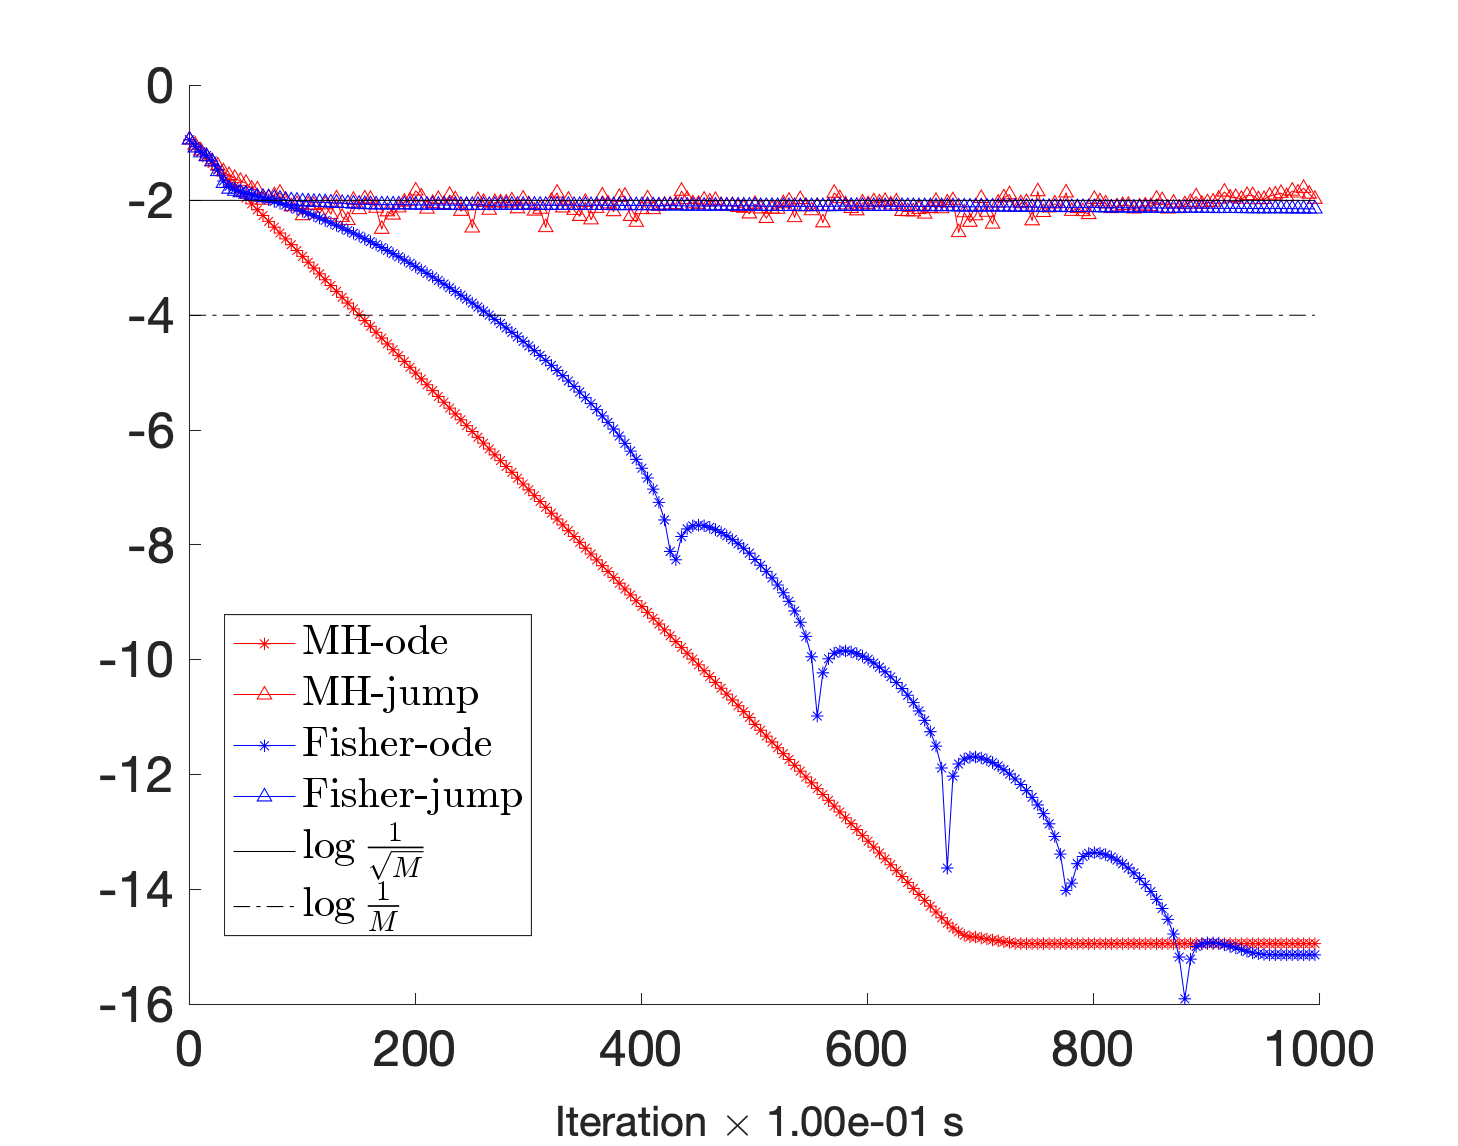 0
-2
-4
-6
-8
-10
-12
-14
-16
MH-ode
MH-jump
Fisher-ode
Fisher-jump
log 1/√M
log 1/M
0 200 400 600 800 1000
Iteration × 1.00e-01 s